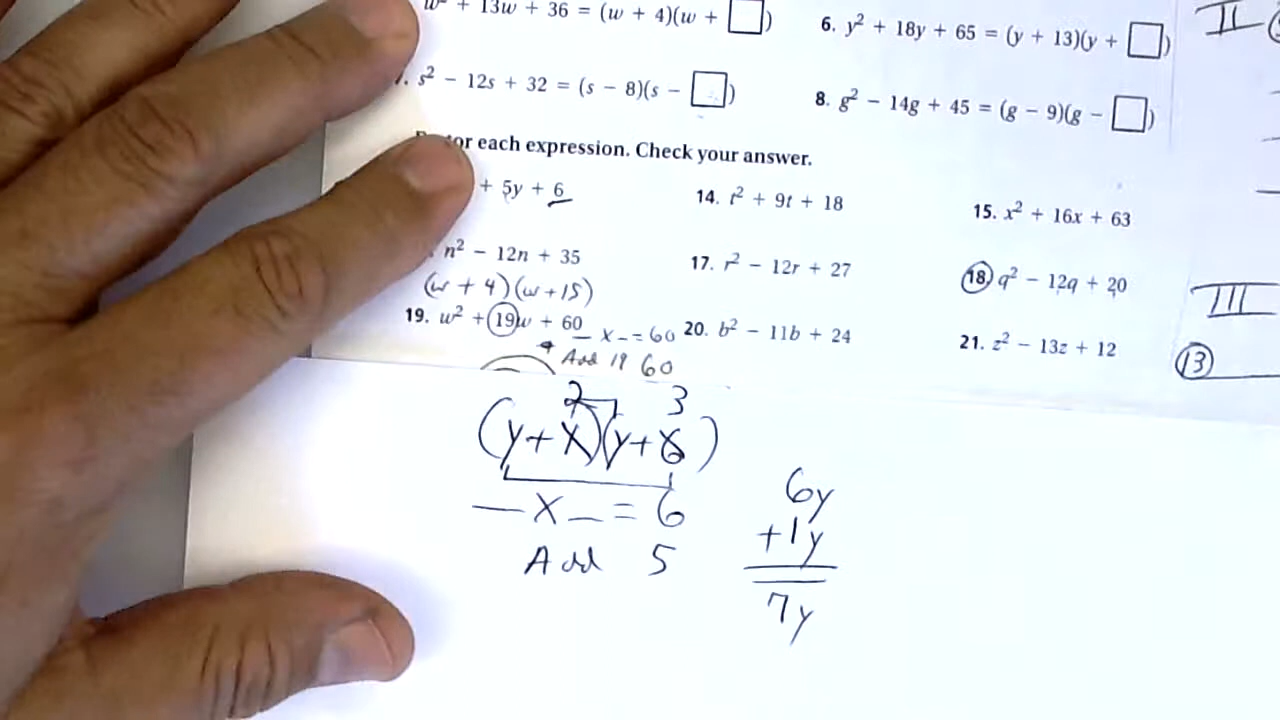 + 13w + 36 = (w + 4)(w + □)
6. y² + 18y + 65 = (y + 13)(y + □)
s² − 12s + 32 = (s − 8)(s − □)
8. g² − 14g + 45 = (g − 9)(g − □)
each expression. Check your answer.
+ 5y + 6
14. t² + 9t + 18
15. x² + 16x + 63
n² − 12n + 35
17. r² − 12r + 27
18. q² − 12q + 20
(w + 4)(w + 15)
19. w² + 19w + 60
_ x _ = 60
20. b² − 11b + 24
21. z² − 13z + 12
Add 19 60
II
III
13
2 3
(y + )(y + )
_ x _ = 6
Add 5
6y
+1y
7y